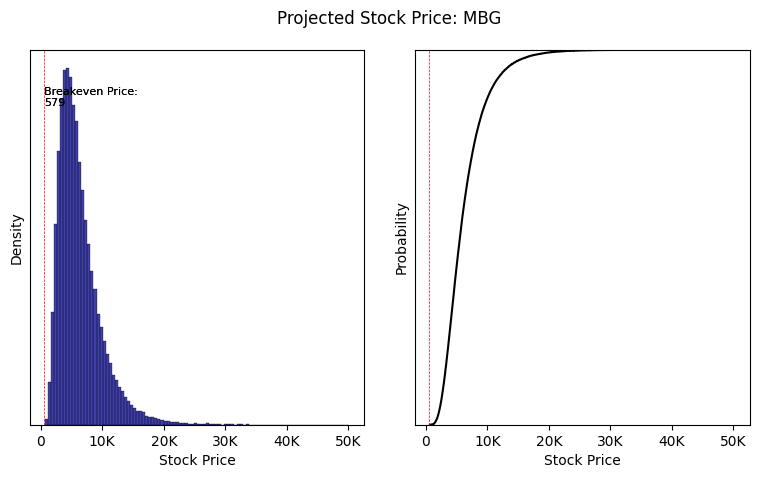 Projected Stock Price: MBG
Breakeven Price:
579
Density
0
10K
20K
30K
40K
50K
Stock Price
Probability
0
10K
20K
30K
40K
50K
Stock Price